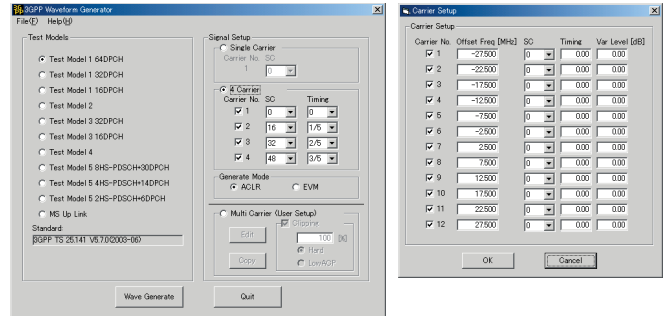 3GPP Waveform Generator
File(F) Help(H)
Test Models
Test Model 1 64DPCH
Test Model 1 32DPCH
Test Model 1 16DPCH
Test Model 2
Test Model 3 32DPCH
Test Model 3 16DPCH
Test Model 4
Test Model 5 8HS-PDSCH+30DPCH
Test Model 5 4HS-PDSCH+14DPCH
Test Model 5 2HS-PDSCH+6DPCH
MS Up Link
Standard:
3GPP TS 25.141 V5.7.0(2003-06)
Signal Setup
Single Carrier
Carrier No. SC
1 0
4 Carrier
Carrier No. SC Timing
1 0 0
2 16 1/5
3 32 2/5
4 48 3/5
Generate Mode
ACLR EVM
Multi Carrier (User Setup)
Clipping
Edit 100 [%]
Hard
Copy LowACP
Wave Generate Quit
Carrier Setup
Carrier Setup
Carrier No. Offset Freq [MHz] SC Timing Var Level [dB]
1 -27.500 0 0.00 0.00
2 -22.500 0 0.00 0.00
3 -17.500 0 0.00 0.00
4 -12.500 0 0.00 0.00
5 -7.500 0 0.00 0.00
6 -2.500 0 0.00 0.00
7 2.500 0 0.00 0.00
8 7.500 0 0.00 0.00
9 12.500 0 0.00 0.00
10 17.500 0 0.00 0.00
11 22.500 0 0.00 0.00
12 27.500 0 0.00 0.00
OK Cancel